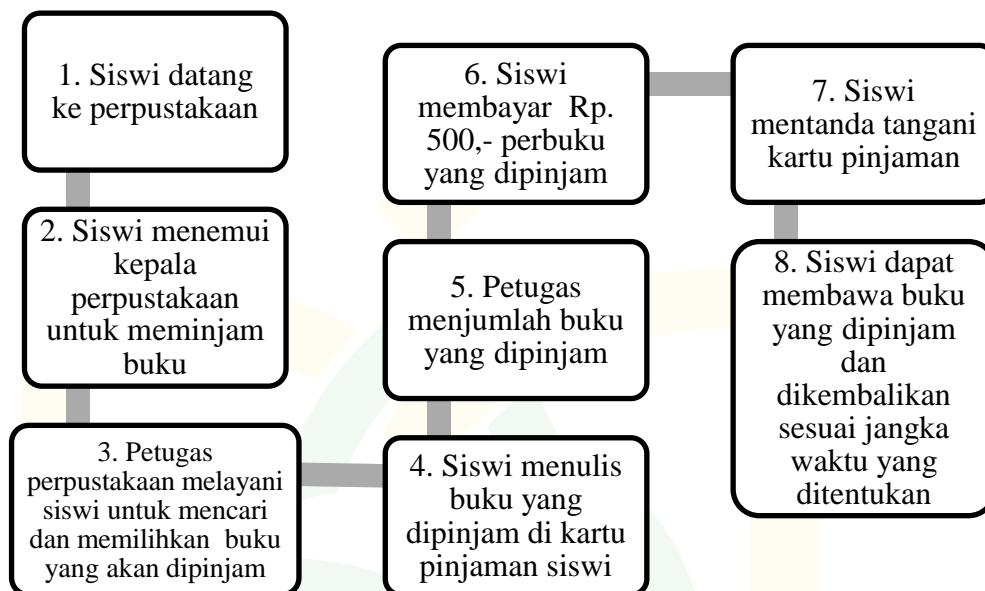 1. Siswi datang
ke perpustakaan
2. Siswi menemui
kepala
perpustakaan
untuk meminjam
buku
3. Petugas
perpustakaan melayani
siswi untuk mencari
dan memilihkan buku
yang akan dipinjam
4. Siswi menulis
buku yang
dipinjam di kartu
pinjaman siswi
5. Petugas
menjumlah buku
yang dipinjam
6. Siswi
membayar Rp.
500,- perbuku
yang dipinjam
7. Siswi
mentanda tangani
kartu pinjaman
8. Siswi dapat
membawa buku
yang dipinjam
dan
dikembalikan
sesuai jangka
waktu yang
ditentukan